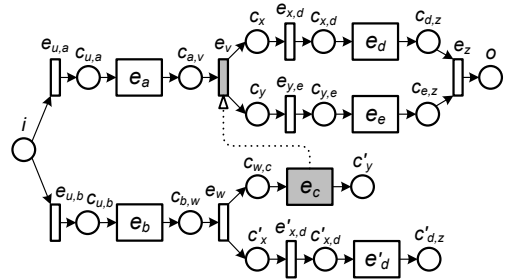 c_x e_{x,d} c_{x,d} e_d c_{d,z}
e_{u,a} c_{u,a} e_a c_{a,v} e_v e_z o
c_y e_{y,e} c_{y,e} e_e c_{e,z}
i
c_{w,c} e_c c'_y
e_{u,b} c_{u,b} e_b c_{b,w} e_w
c'_x e'_{x,d} c'_{x,d} e'_d c'_{d,z}